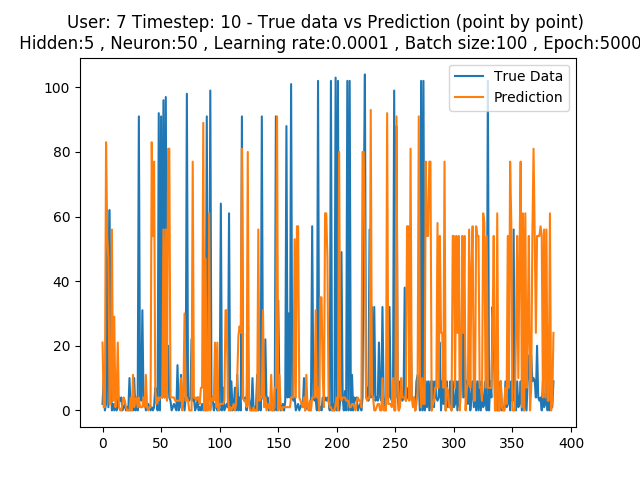 User: 7 Timestep: 10 - True data vs Prediction (point by point)
Hidden:5 , Neuron:50 , Learning rate:0.0001 , Batch size:100 , Epoch:5000
True Data
Prediction
100
80
60
40
20
0
0 50 100 150 200 250 300 350 400